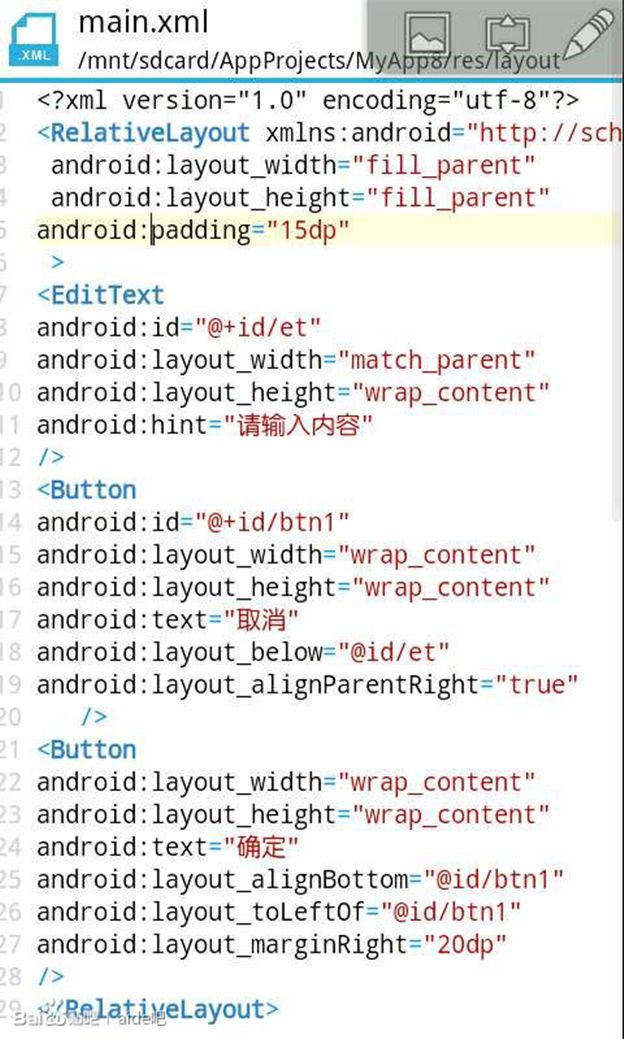 main.xml
.XML
/mnt/sdcard/AppProjects/MyApp8/res/layout
1 <?xml version="1.0" encoding="utf-8"?>
2 <RelativeLayout xmlns:android="http://sch
3 android:layout_width="fill_parent"
4 android:layout_height="fill_parent"
5 android:padding="15dp"
6 >
7 <EditText
8 android:id="@+id/et"
9 android:layout_width="match_parent"
10 android:layout_height="wrap_content"
11 android:hint="请输入内容"
12 />
13 <Button
14 android:id="@+id/btn1"
15 android:layout_width="wrap_content"
16 android:layout_height="wrap_content"
17 android:text="取消"
18 android:layout_below="@id/et"
19 android:layout_alignParentRight="true"
20 />
21 <Button
22 android:layout_width="wrap_content"
23 android:layout_height="wrap_content"
24 android:text="确定"
25 android:layout_alignBottom="@id/btn1"
26 android:layout_toLeftOf="@id/btn1"
27 android:layout_marginRight="20dp"
28 />
29 </RelativeLayout>
Bai贴吧 | aide吧